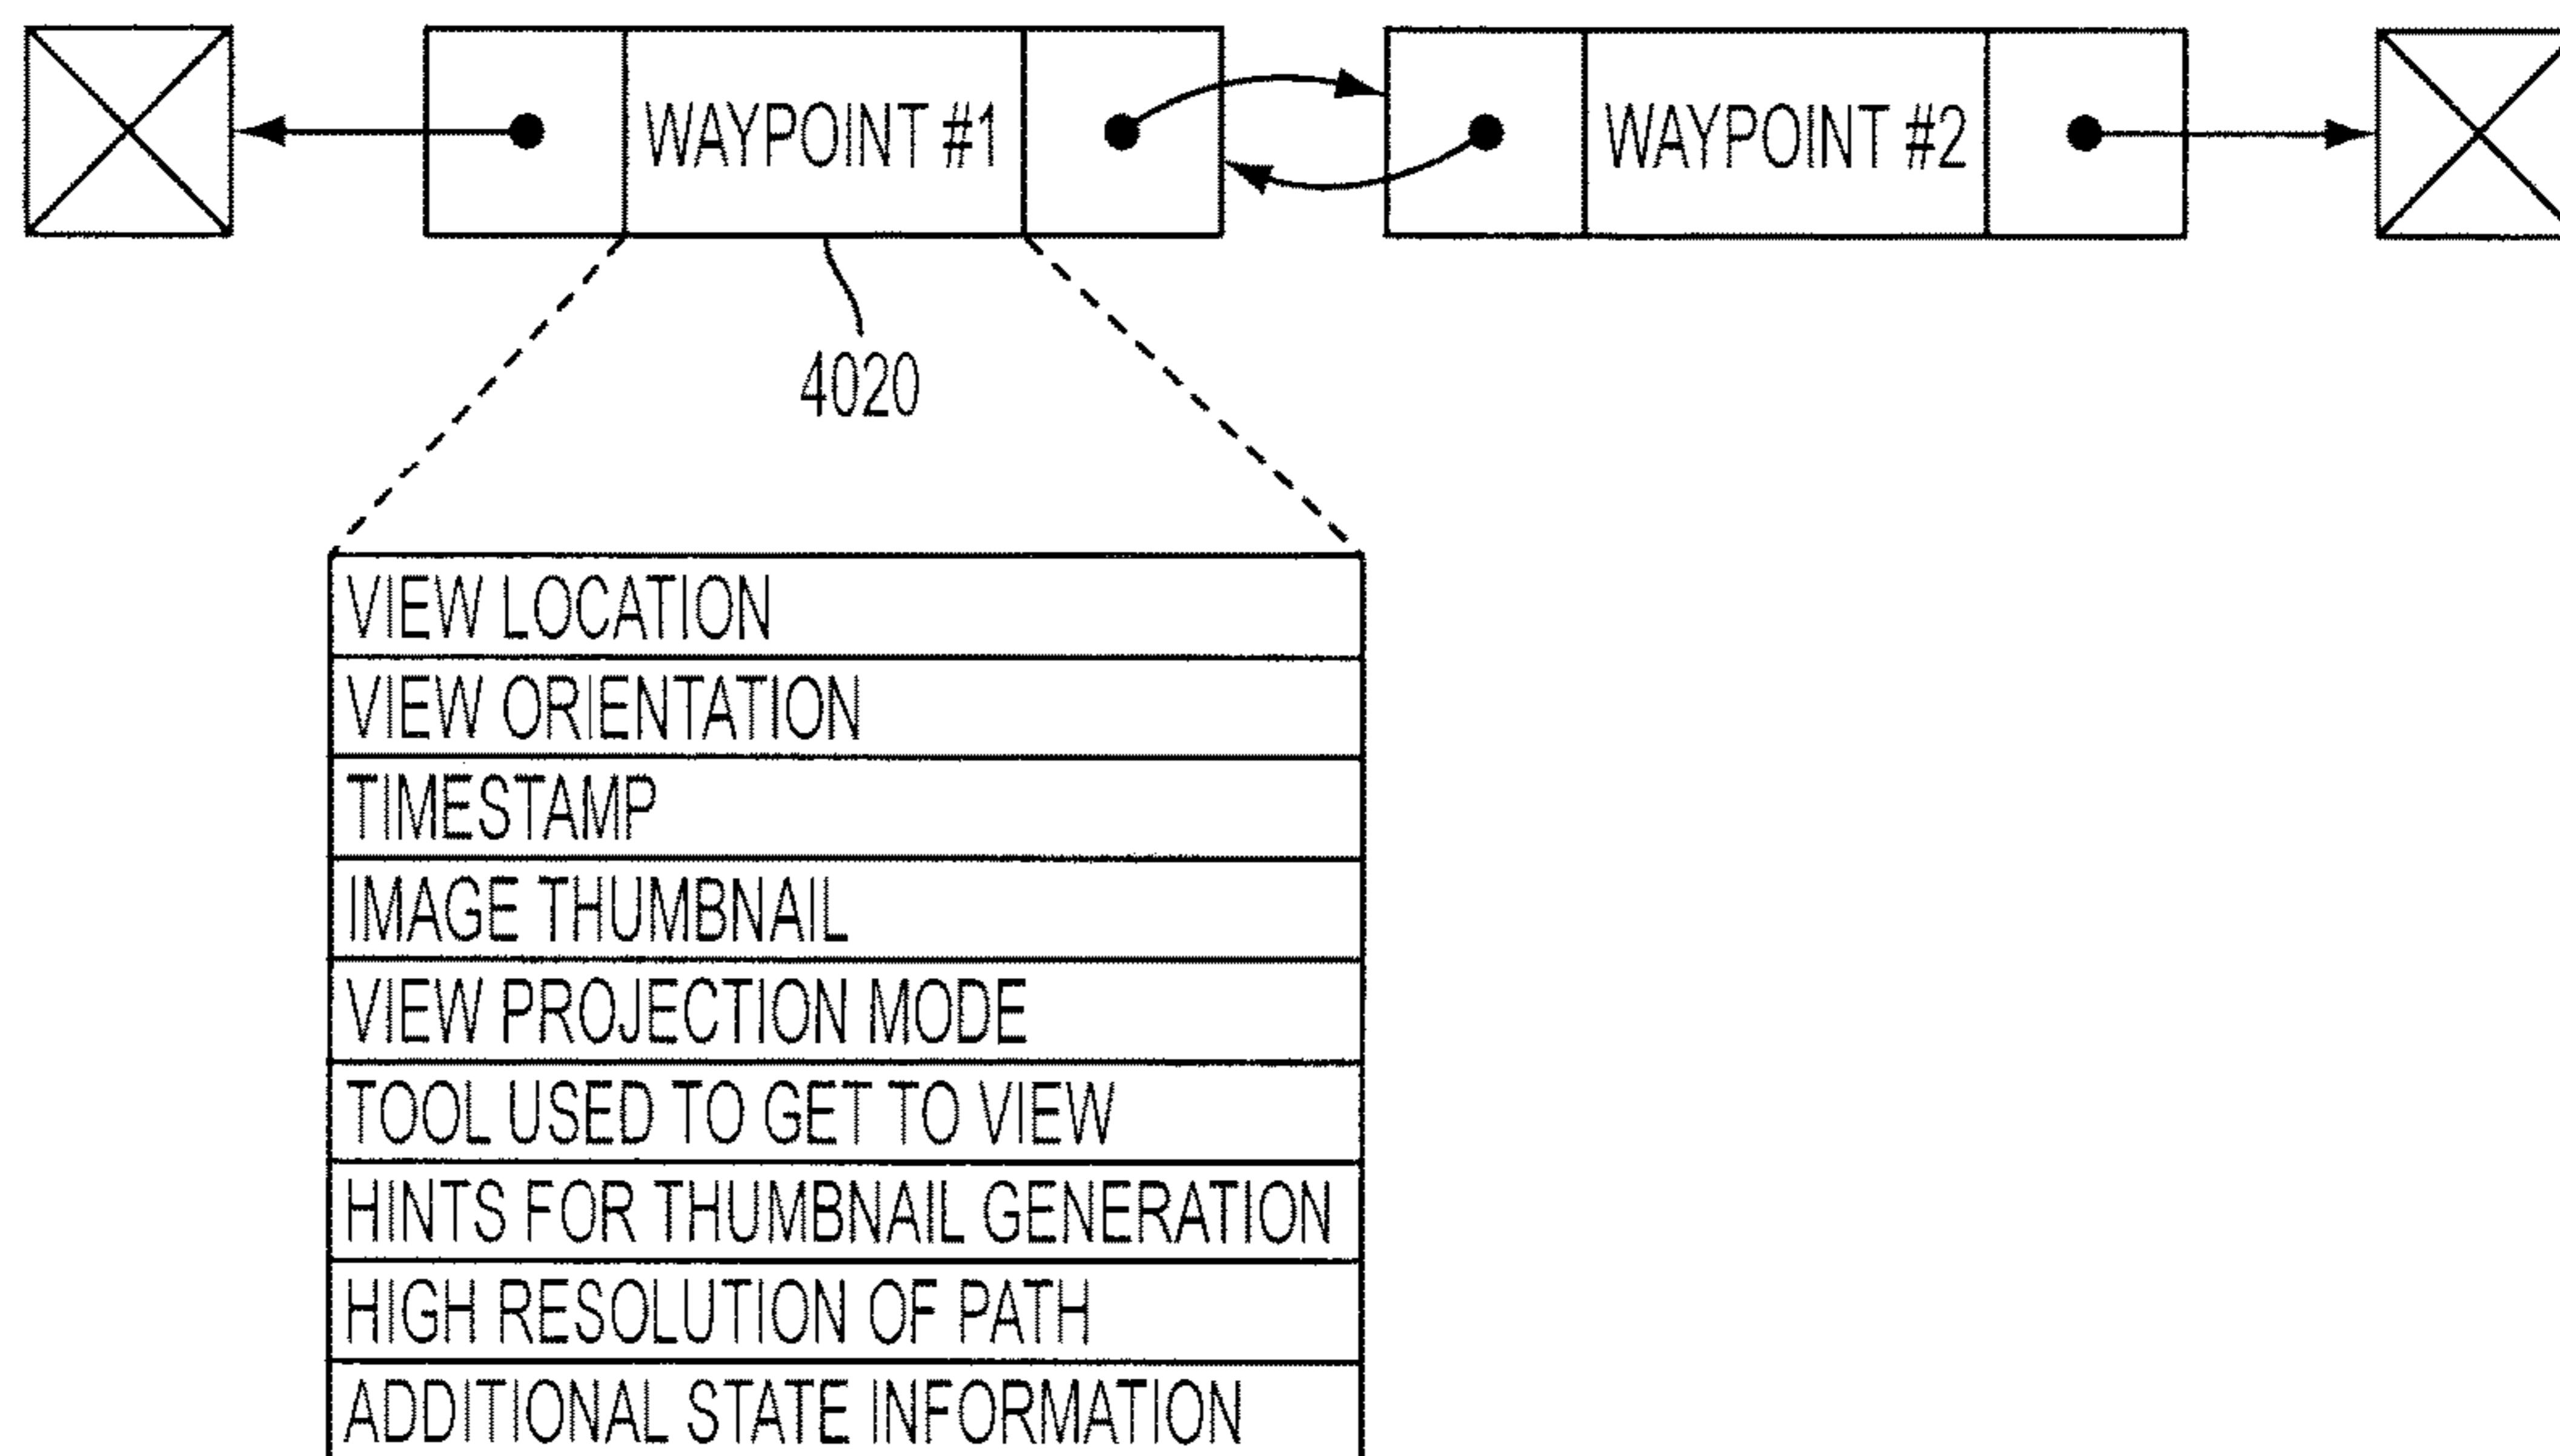 WAYPOINT #1 WAYPOINT #2
4020
VIEW LOCATION
VIEW ORIENTATION
TIMESTAMP
IMAGE THUMBNAIL
VIEW PROJECTION MODE
TOOL USED TO GET TO VIEW
HINTS FOR THUMBNAIL GENERATION
HIGH RESOLUTION OF PATH
ADDITIONAL STATE INFORMATION